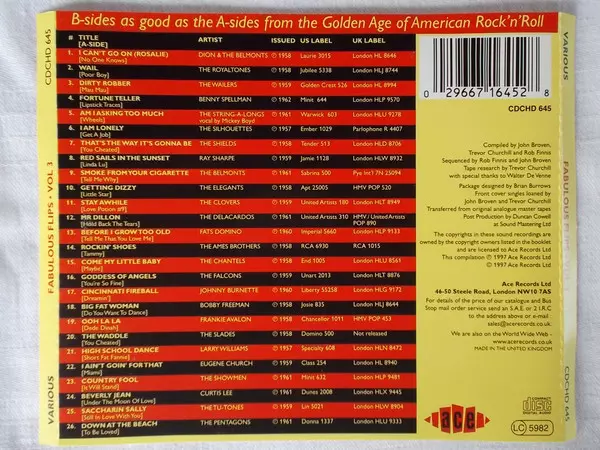 B-sides as good as the A-sides from the Golden Age of American Rock'n'Roll
# TITLE [A-SIDE] ARTIST ISSUED US LABEL UK LABEL
1. I CAN'T GO ON (ROSALIE) DION & THE BELMONTS ℗ 1958 Laurie 3015 London HL 8646
[No One Knows]
2. WAIL THE ROYALTONES ℗ 1958 Jubilee 5338 London HLJ 8744
[Poor Boy]
3. DIRTY ROBBER THE WAILERS ℗ 1959 Golden Crest 526 London HL 8994
[Mau Mau]
4. FORTUNE TELLER BENNY SPELLMAN ℗ 1962 Minit 644 London HLP 9570
[Lipstick Traces]
5. AM I ASKING TOO MUCH THE STRING-A-LONGS ℗ 1961 Warwick 603 London HLU 9278
[Wheels] vocal by Mickey Boyd
6. I AM LONELY THE SILHOUETTES ℗ 1957 Ember 1029 Parlophone R 4407
[Get A Job]
7. THAT'S THE WAY IT'S GONNA BE THE SHIELDS ℗ 1958 Tender 513 London HLD 8706
[You Cheated]
8. RED SAILS IN THE SUNSET RAY SHARPE ℗ 1959 Jamie 1128 London HLW 8932
[Linda Lu]
9. SMOKE FROM YOUR CIGARETTE THE BELMONTS ℗ 1961 Sabrina 500 Pye Int'l 7N 25094
[Tell Me Why]
10. GETTING DIZZY THE ELEGANTS ℗ 1958 Apt 25005 HMV POP 520
[Little Star]
11. STAY AWHILE THE CLOVERS ℗ 1959 United Artists 180 London HLT 8949
[Love Potion #9]
12. MR DILLON THE DELACARDOS ℗ 1961 United Artists 310 HMV / United Artists
[Hold Back The Tears] POP 890
13. BEFORE I GROW TOO OLD FATS DOMINO ℗ 1960 Imperial 5660 London HLP 9133
[Tell Me That You Love Me]
14. ROCKIN' SHOES THE AMES BROTHERS ℗ 1958 RCA 6930 RCA 1015
[Tammy]
15. COME MY LITTLE BABY THE CHANTELS ℗ 1958 End 1005 London HLU 8561
[Maybe]
16. GODDESS OF ANGELS THE FALCONS ℗ 1959 Unart 2013 London HLT 8876
[You're So Fine]
17. CINCINNATI FIREBALL JOHNNY BURNETTE ℗ 1960 Liberty 55258 London HLG 9172
[Dreamin']
18. BIG FAT WOMAN BOBBY FREEMAN ℗ 1958 Josie 835 London HLJ 8644
[Do You Want To Dance]
19. OOH LA LA FRANKIE AVALON ℗ 1958 Chancellor 1011 HMV POP 453
[Dede Dinah]
20. THE WADDLE THE SLADES ℗ 1958 Domino 500 Not released
[You Cheated]
21. HIGH SCHOOL DANCE LARRY WILLIAMS ℗ 1957 Specialty 608 London HLN 8472
[Short Fat Fannie]
22. I AIN'T GOIN' FOR THAT EUGENE CHURCH ℗ 1959 Class 254 London HL 8940
[Miami]
23. COUNTRY FOOL THE SHOWMEN ℗ 1961 Minit 632 London HLP 9481
[It Will Stand]
24. BEVERLY JEAN CURTIS LEE ℗ 1961 Dunes 2008 London HLX 9445
[Under The Moon Of Love]
25. SACCHARIN SALLY THE TU-TONES ℗ 1959 Lin 5021 London HLW 8904
[Still In Love With You]
26. DOWN AT THE BEACH THE PENTAGONS ℗ 1961 Donna 1337 London HLU 9333
[To Be Loved]
0 29667 16452 8
CDCHD 645
Compiled by John Broven,
Trevor Churchill and Rob Finnis
Sequenced by Rob Finnis and John Broven
Tape research by Trevor Churchill
with special thanks to Walter De Venne
Package designed by Brian Burrows
Front cover singles loaned by
John Broven and Trevor Churchill
Transferred from original analogue master tapes
Post Production by Duncan Cowell
at Sound Mastering Ltd
The copyrights in these sound recordings are
owned by the copyright owners listed in the booklet
and are licensed to Ace Records Ltd
This compilation ℗ 1997 Ace Records Ltd
© 1997 Ace Records Ltd
Ace Records Ltd
46-50 Steele Road, London NW10 7AS
For details of the price of our catalogue and Bus
Stop mail order service send an S.A.E. or 2 I.R.C
to the address above or e-mail:
sales@acerecords.co.uk
We are also on the World Wide Web -
www.acerecords.co.uk
MADE IN THE UNITED KINGDOM
ace
COMPACT
disc
DIGITAL AUDIO
LC 5982
CDCHD 645
FABULOUS FLIPS • VOL 3
VARIOUS
VARIOUS
FABULOUS FLIPS
CDCHD 645